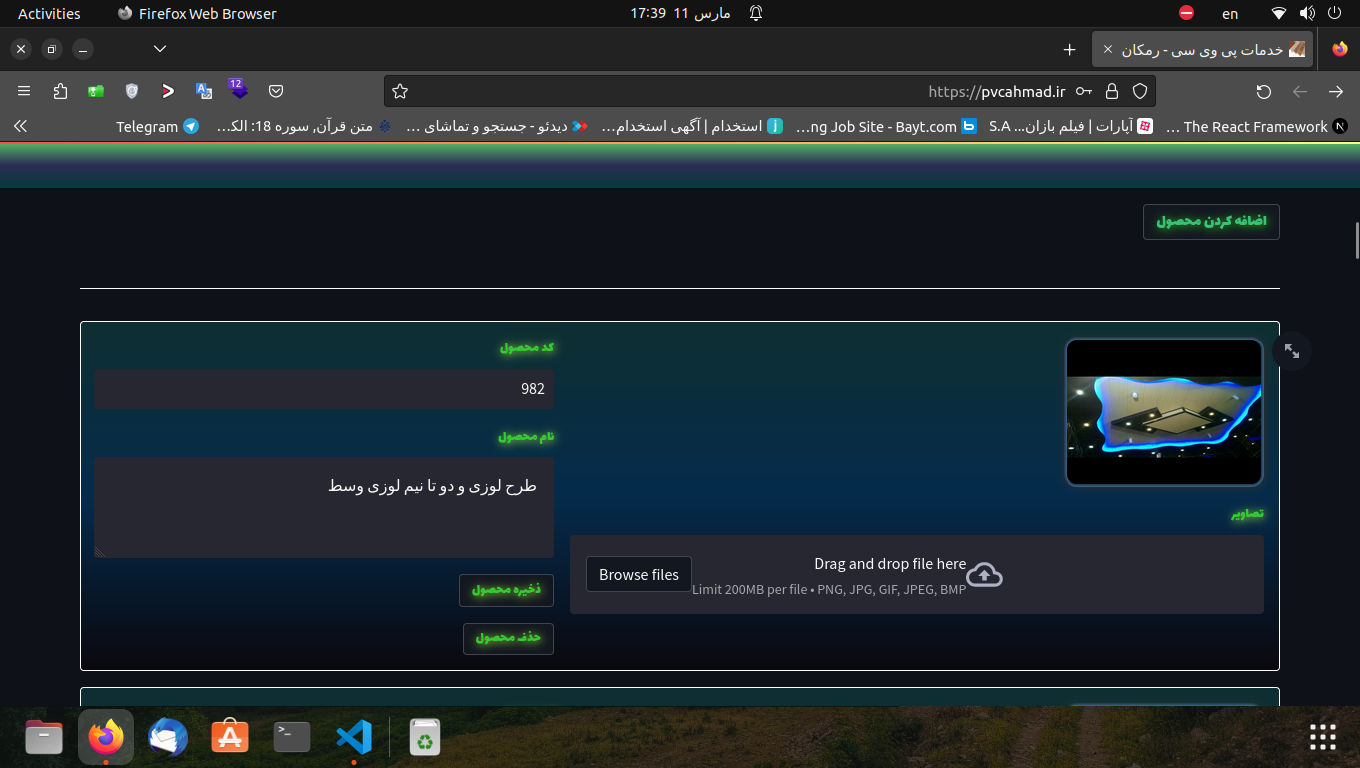 Activities
Firefox Web Browser
17:39 مارس 11
en
خدمات پی وی سی - رمکان
12
https://pvcahmad.ir
Telegram
متن قرآن, سوره 18: الک...
دیدئو - جستجو و تماشای ...
استخدام | آگهی استخدام...
...ng Job Site - Bayt.com
آپارات | فیلم بازان... S.A
The React Framework ...
اضافه کردن محصول
کد محصول
982
نام محصول
طرح لوزی و دو تا نیم لوزی وسط
تصاویر
Drag and drop file here
Limit 200MB per file • PNG, JPG, GIF, JPEG, BMP
Browse files
ذخیره محصول
حذف محصول